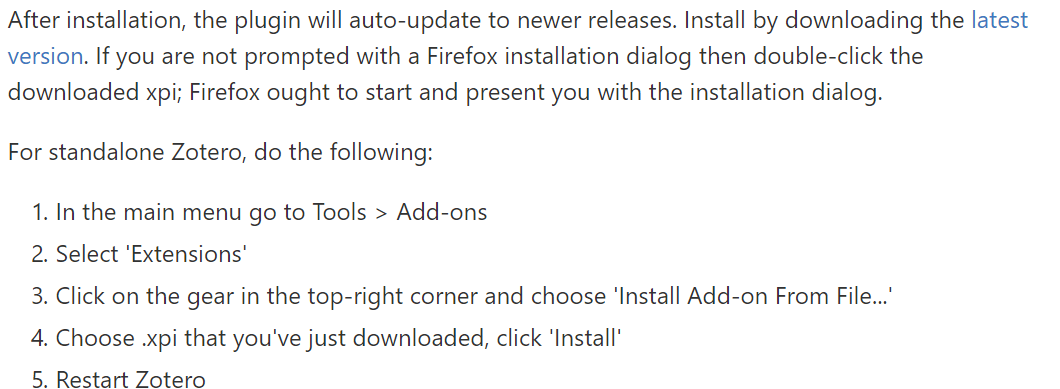 After installation, the plugin will auto-update to newer releases. Install by downloading the latest
version. If you are not prompted with a Firefox installation dialog then double-click the
downloaded xpi; Firefox ought to start and present you with the installation dialog.
For standalone Zotero, do the following:
1. In the main menu go to Tools > Add-ons
2. Select 'Extensions'
3. Click on the gear in the top-right corner and choose 'Install Add-on From File...'
4. Choose .xpi that you've just downloaded, click 'Install'
5. Restart Zotero